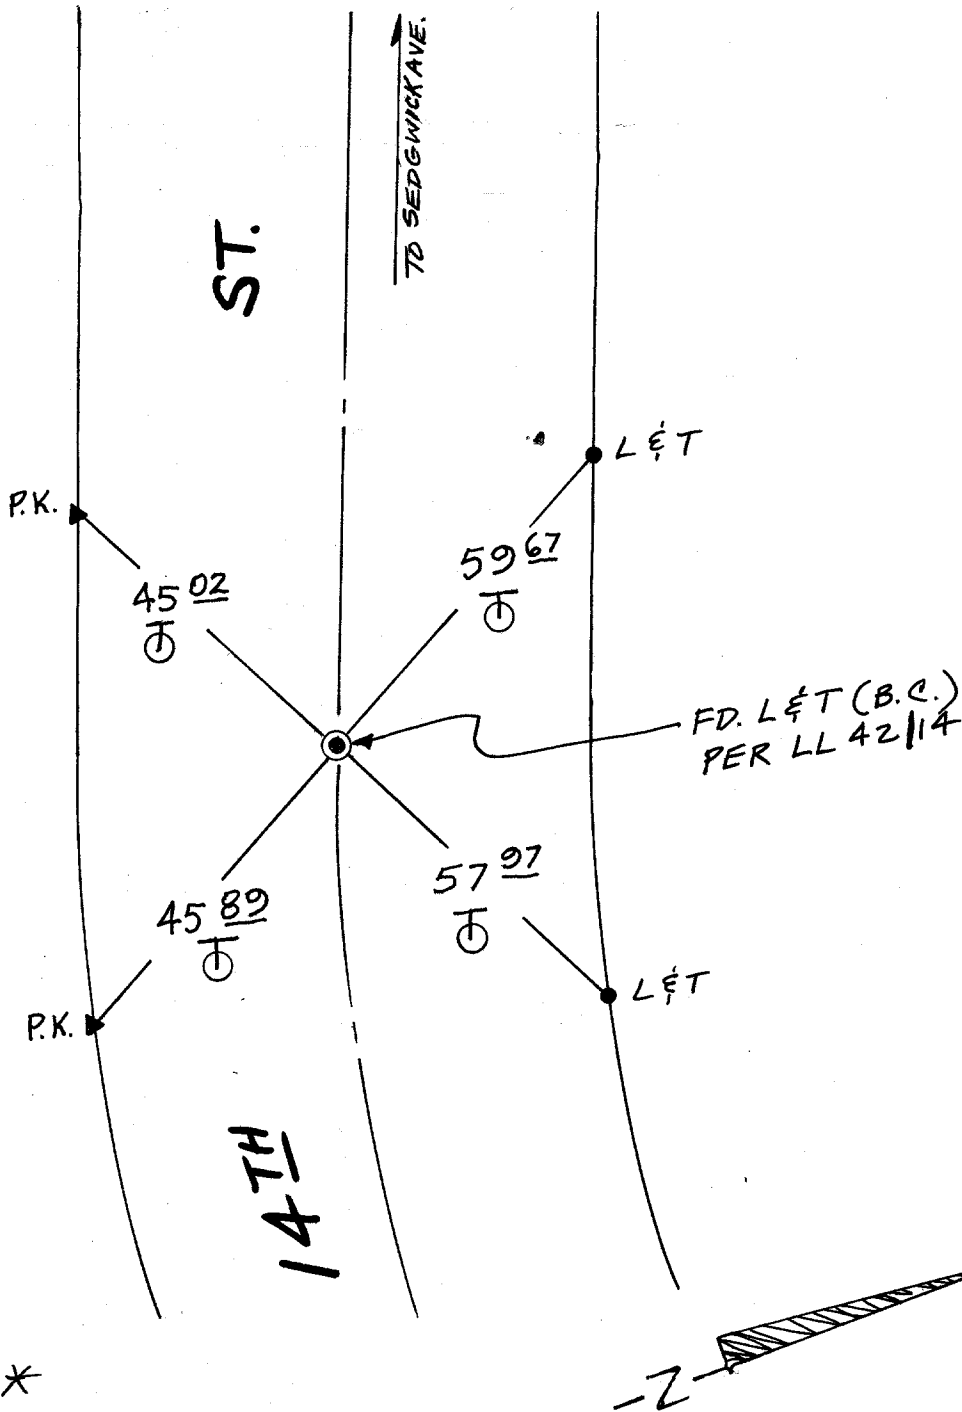 TO SEDGWICK AVE.
ST.
L & T
P.K.
59 67
45 02
FD. L & T (B.C.)
PER LL 42/14
57 97
45 89
L & T
P.K.
14TH
-Z-
*